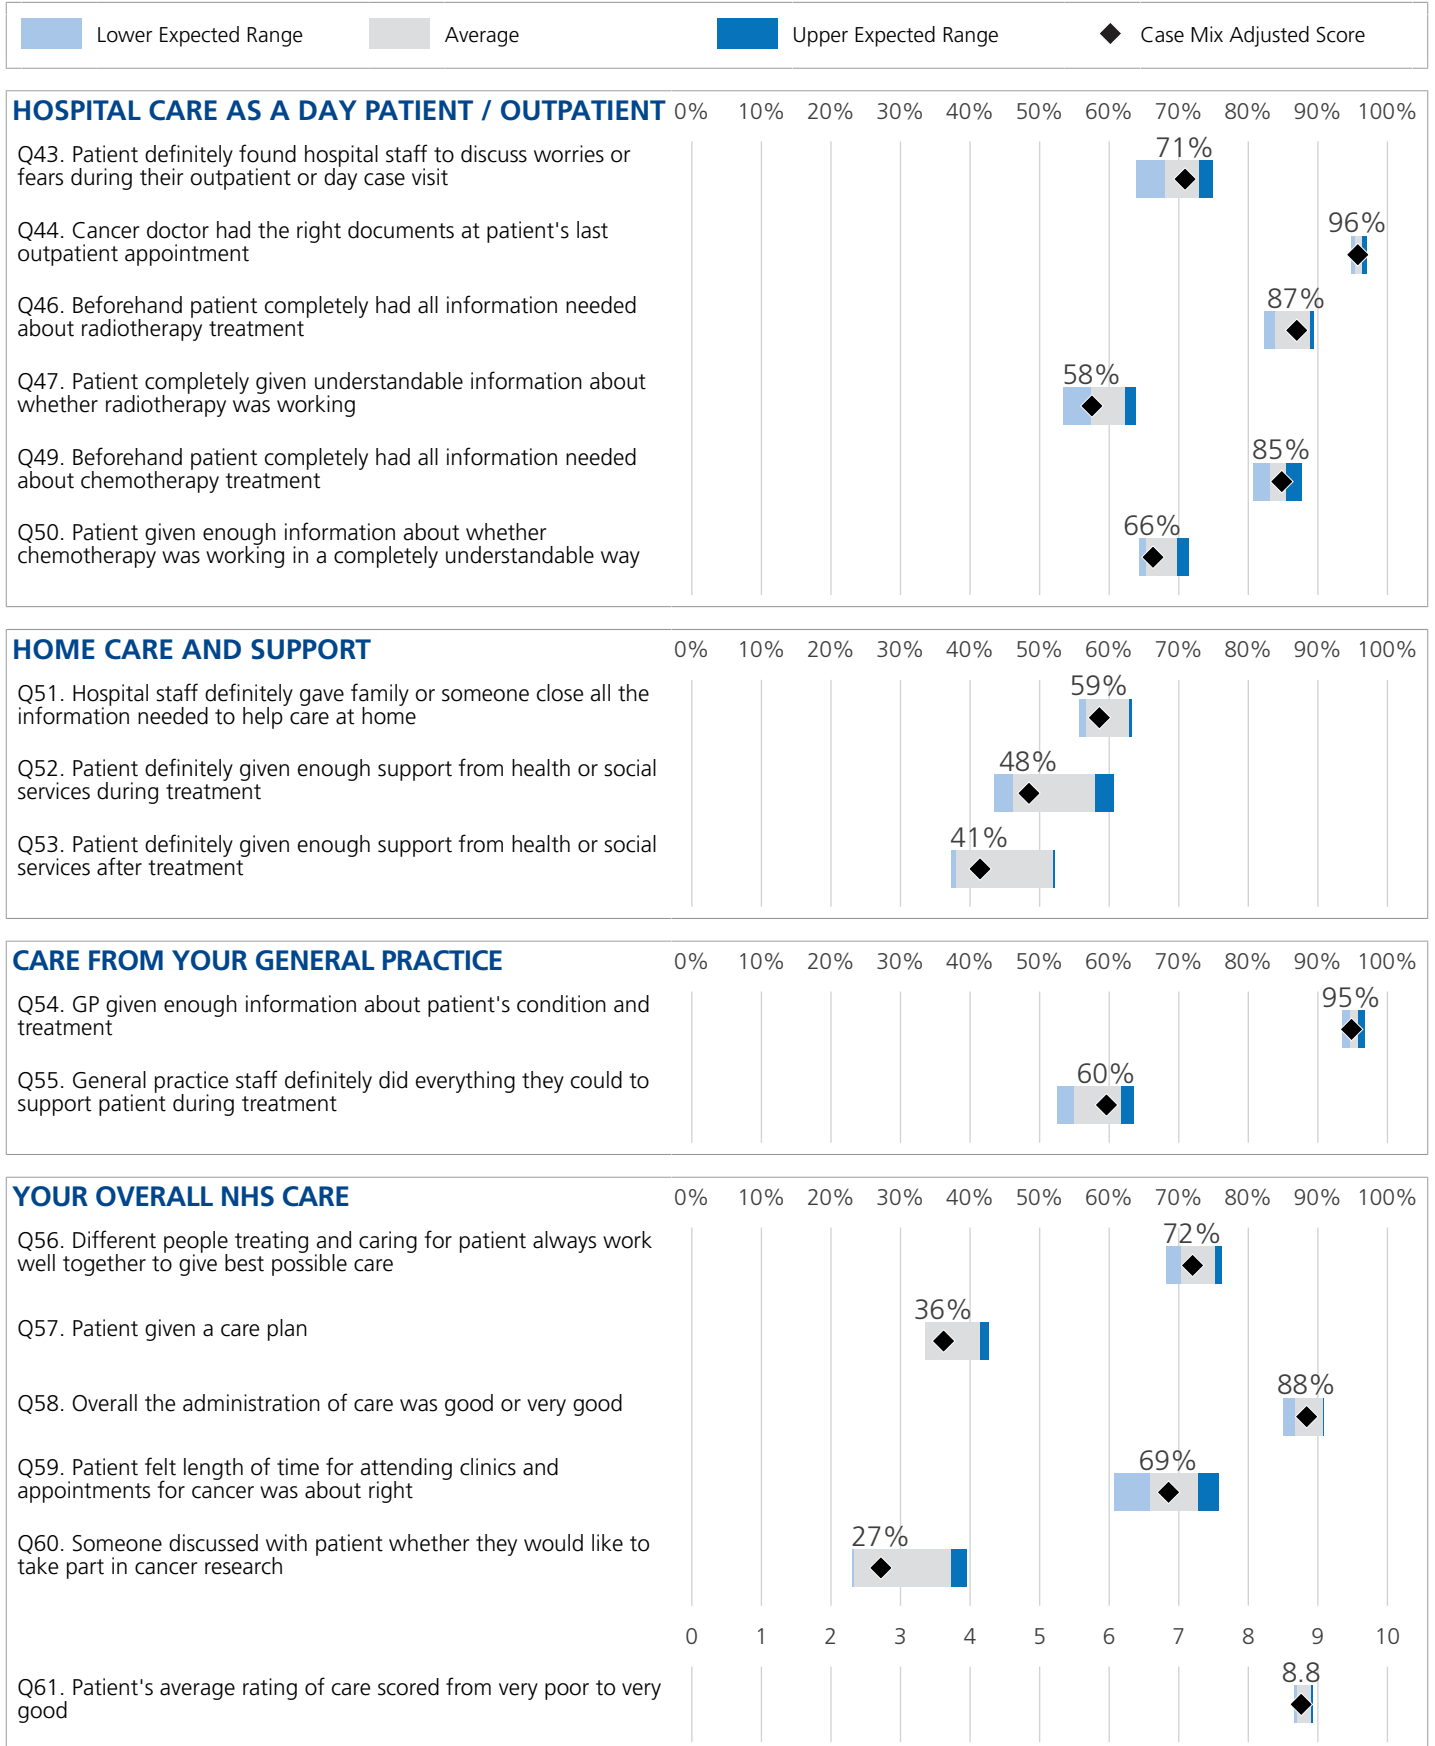 Lower Expected Range Average Upper Expected Range Case Mix Adjusted Score
HOSPITAL CARE AS A DAY PATIENT / OUTPATIENT 0% 10% 20% 30% 40% 50% 60% 70% 80% 90% 100%
Q43. Patient definitely found hospital staff to discuss worries or
fears during their outpatient or day case visit
71%
Q44. Cancer doctor had the right documents at patient's last
outpatient appointment
96%
Q46. Beforehand patient completely had all information needed
about radiotherapy treatment
87%
Q47. Patient completely given understandable information about
whether radiotherapy was working
58%
Q49. Beforehand patient completely had all information needed
about chemotherapy treatment
85%
Q50. Patient given enough information about whether
chemotherapy was working in a completely understandable way
66%
HOME CARE AND SUPPORT 0% 10% 20% 30% 40% 50% 60% 70% 80% 90% 100%
Q51. Hospital staff definitely gave family or someone close all the
information needed to help care at home
59%
Q52. Patient definitely given enough support from health or social
services during treatment
48%
Q53. Patient definitely given enough support from health or social
services after treatment
41%
CARE FROM YOUR GENERAL PRACTICE 0% 10% 20% 30% 40% 50% 60% 70% 80% 90% 100%
Q54. GP given enough information about patient's condition and
treatment
95%
Q55. General practice staff definitely did everything they could to
support patient during treatment
60%
YOUR OVERALL NHS CARE 0% 10% 20% 30% 40% 50% 60% 70% 80% 90% 100%
Q56. Different people treating and caring for patient always work
well together to give best possible care
72%
Q57. Patient given a care plan
36%
Q58. Overall the administration of care was good or very good
88%
Q59. Patient felt length of time for attending clinics and
appointments for cancer was about right
69%
Q60. Someone discussed with patient whether they would like to
take part in cancer research
27%
0 1 2 3 4 5 6 7 8 9 10
Q61. Patient's average rating of care scored from very poor to very
good
8.8